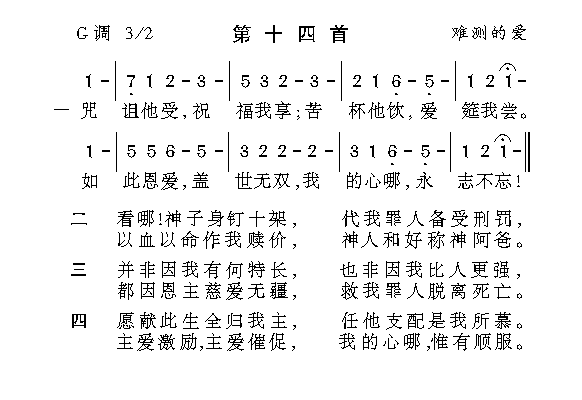 G调 3/2 第十四首 难测的爱
1 - | 7̣ 1 2 - 3 - | 5 3 2 - 3 - | 2 1 6̣ - 5̣ - | 1 2 1 -
一 咒 诅他受,祝 福我享;苦 杯他饮,爱 筵我尝。
1 - | 5 5 6 - 5 - | 3 2 2 - 2 - | 3 1 6̣ - 5̣ - | 1 2 1 - ‖
如 此恩爱,盖 世无双,我 的心哪,永 志不忘!
二 看哪!神子身钉十架, 代我罪人备受刑罚,
以血以命作我赎价, 神人和好称神阿爸。
三 并非因我有何特长, 也非因我比人更强,
都因恩主慈爱无疆, 救我罪人脱离死亡。
四 愿献此生全归我主, 任他支配是我所慕。
主爱激励,主爱催促, 我的心哪,惟有顺服。